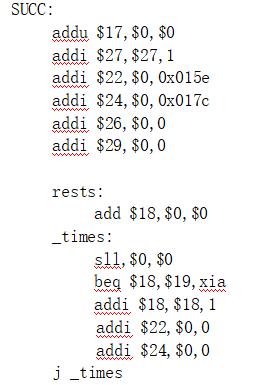 SUCC:
addu $17,$0,$0
addi $27,$27,1
addi $22,$0,0x015e
addi $24,$0,0x017c
addi $26,$0,0
addi $29,$0,0
rests:
add $18,$0,$0
_times:
sll,$0,$0
beq $18,$19,xia
addi $18,$18,1
addi $22,$0,0
addi $24,$0,0
j _times